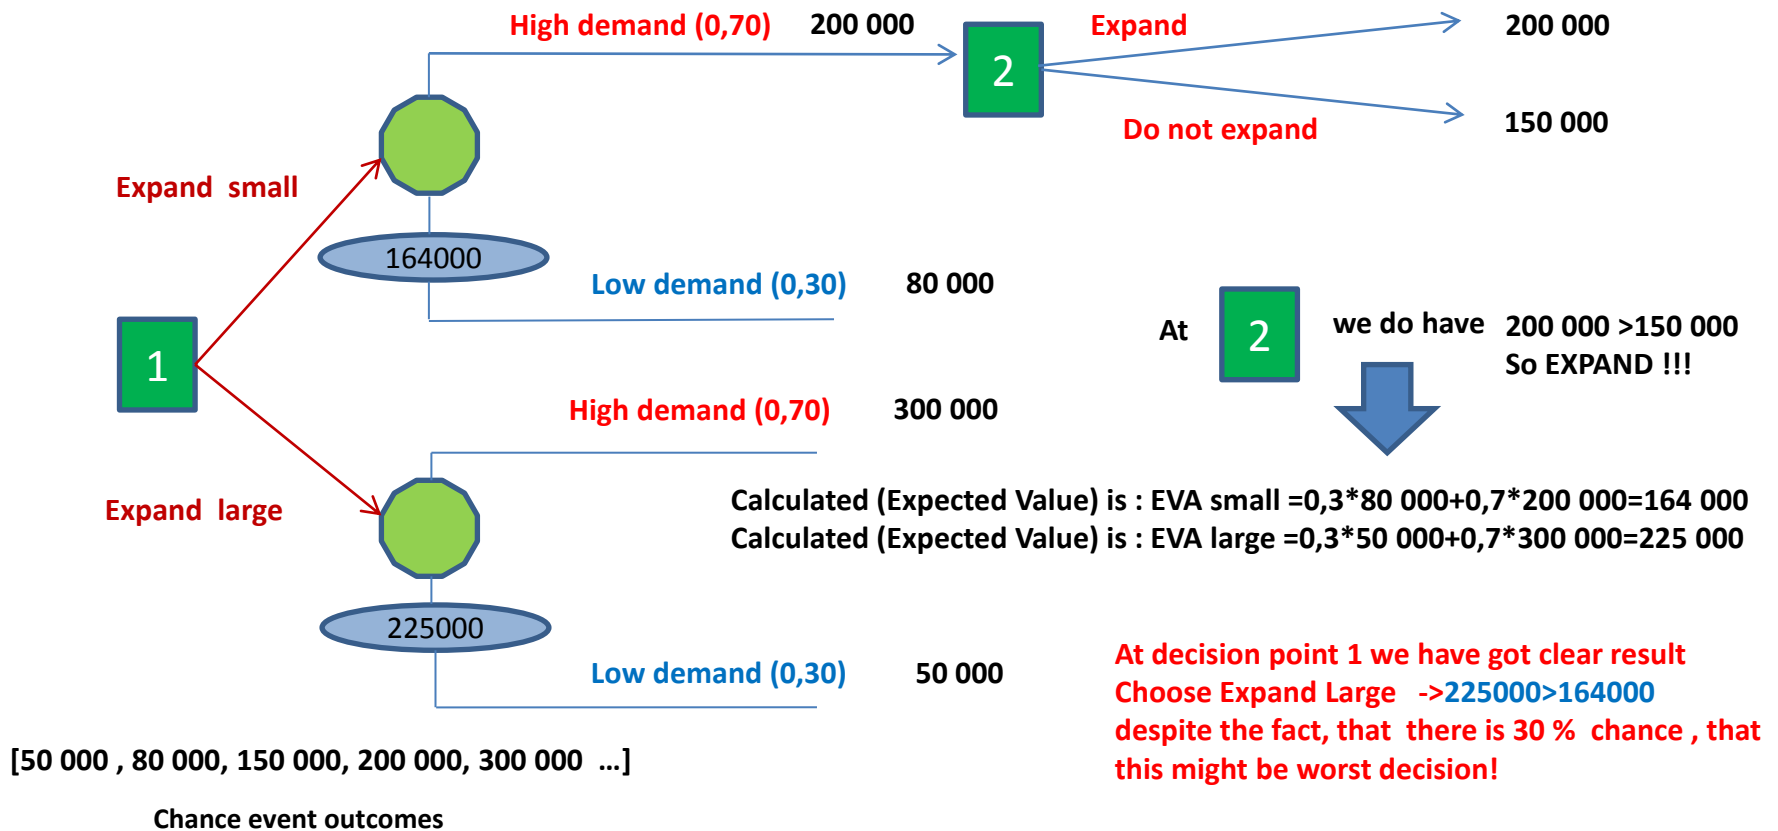 High demand (0,70) 200 000
2
Expand
200 000
Do not expand
150 000
Expand small
164000
Low demand (0,30) 80 000
1
At 2 we do have 200 000 >150 000
So EXPAND !!!
High demand (0,70) 300 000
Expand large
Calculated (Expected Value) is : EVA small =0,3*80 000+0,7*200 000=164 000
Calculated (Expected Value) is : EVA large =0,3*50 000+0,7*300 000=225 000
225000
Low demand (0,30) 50 000
At decision point 1 we have got clear result
Choose Expand Large ->225000>164000
despite the fact, that there is 30 % chance , that
this might be worst decision!
[50 000 , 80 000, 150 000, 200 000, 300 000 ...]
Chance event outcomes